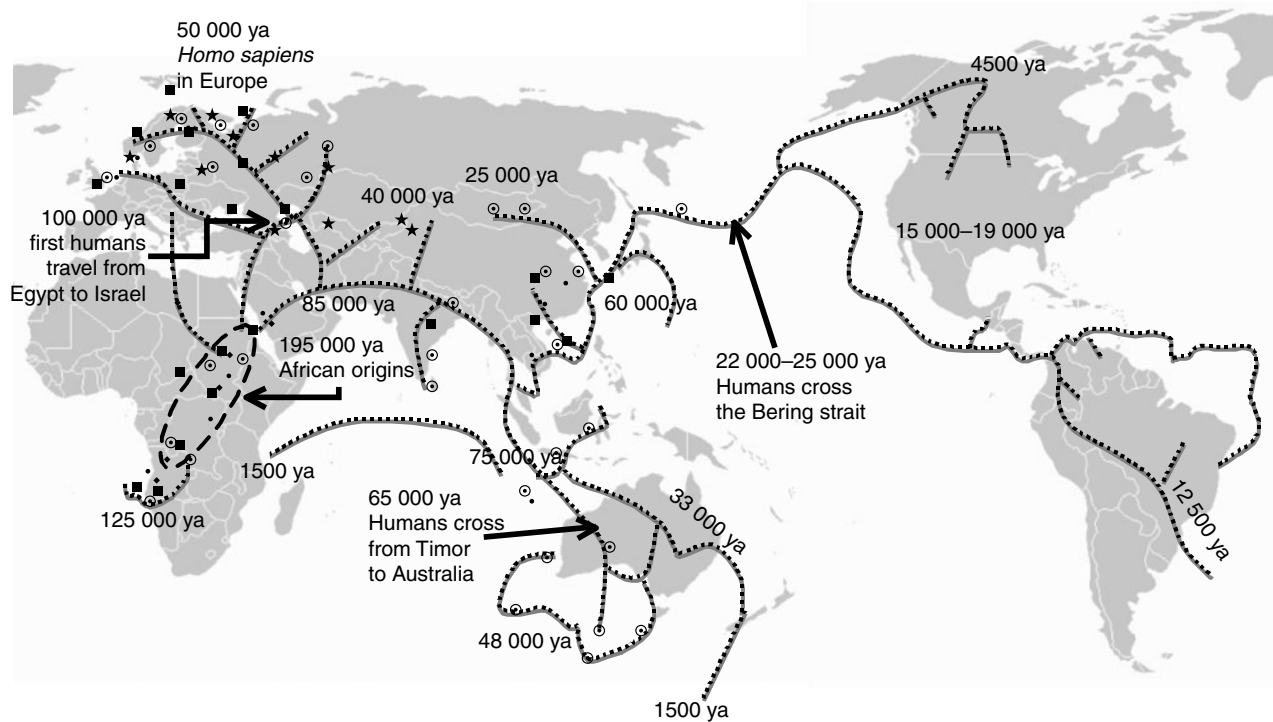 50 000 ya
Homo sapiens
in Europe
4500 ya
25 000 ya
40 000 ya
100 000 ya
first humans
travel from
Egypt to Israel
15 000–19 000 ya
85 000 ya
60 000 ya
195 000 ya
African origins
22 000–25 000 ya
Humans cross
the Bering strait
1500 ya
75 000 ya
125 000 ya
65 000 ya
Humans cross
from Timor
to Australia
33 000 ya
12 500 ya
48 000 ya
1500 ya